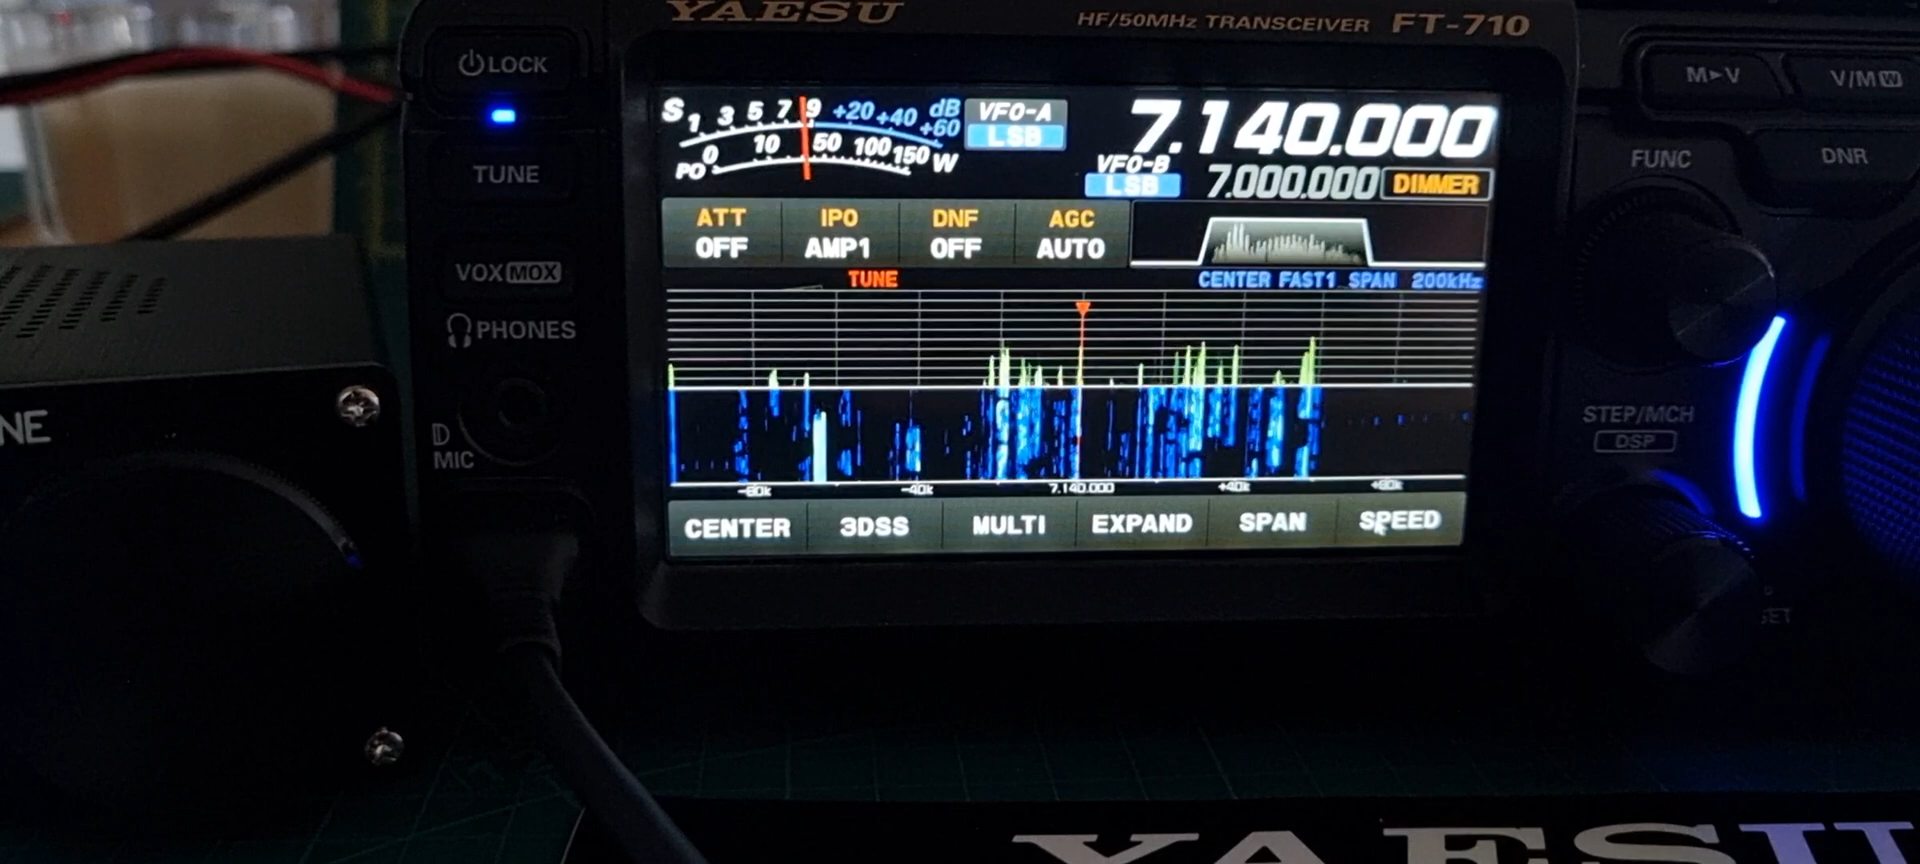 YAESU HF/50MHz TRANSCEIVER FT-710
LOCK
TUNE
VOX MOX
PHONES
MIC
NE
S 1 3 5 7 9 +20 +40 +60 dB
PO 0 10 50 100 150 W
VFO-A
LSB
7.140.000
VFO-B
LSB
7.000.000 DIMMER
ATT IPO DNF AGC
OFF AMP1 OFF AUTO
TUNE CENTER FAST1 SPAN 200kHz
-80k -40k 7.140.000 +40k +80k
CENTER 3DSS MULTI EXPAND SPAN SPEED
M►V V/M W
FUNC DNR
STEP/MCH
DSP
YAESU